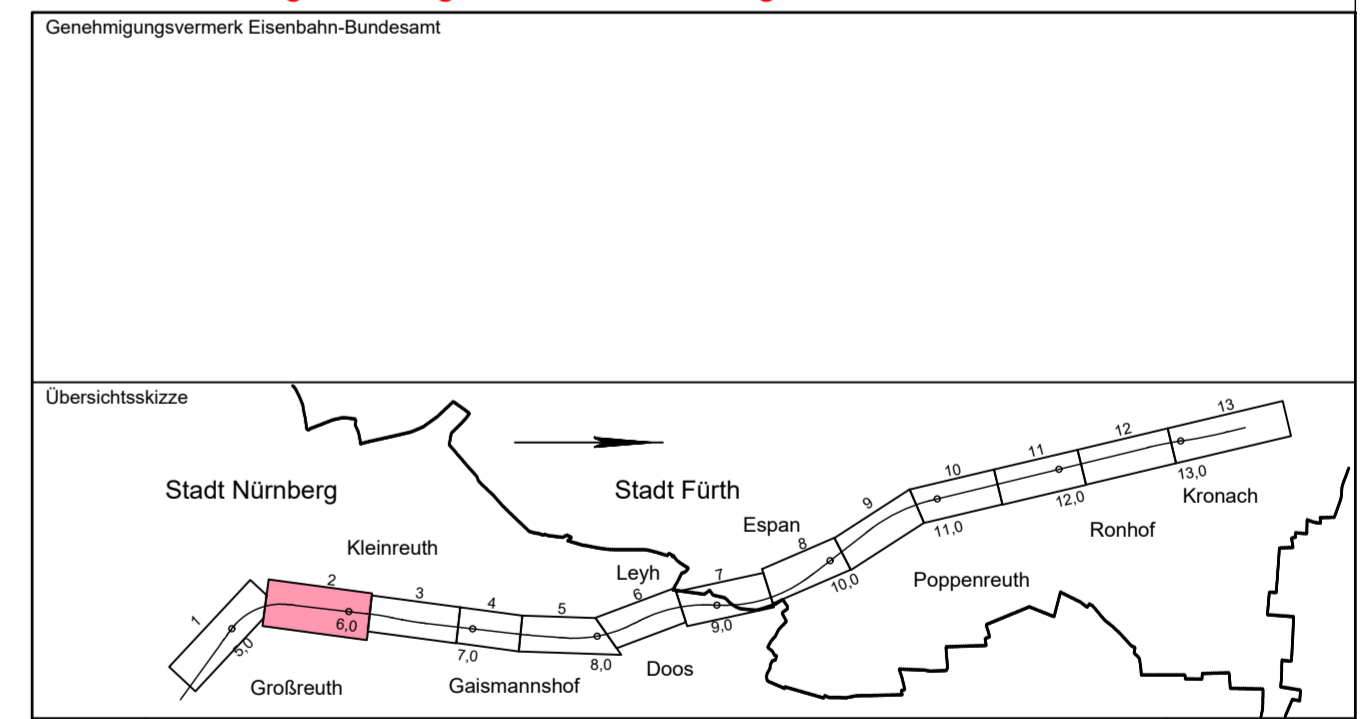 Genehmigungsvermerk Eisenbahn-Bundesamt
Übersichtsskizze
Stadt Nürnberg
Stadt Fürth
Kleinreuth
Leyh
Espan
Kronach
Ronhof
Poppenreuth
Großreuth
Gaismannshof
Doos
1
2
3
4
5
6
7
8
9
10
11
12
13
5,0
6,0
7,0
8,0
9,0
10,0
11,0
12,0
13,0